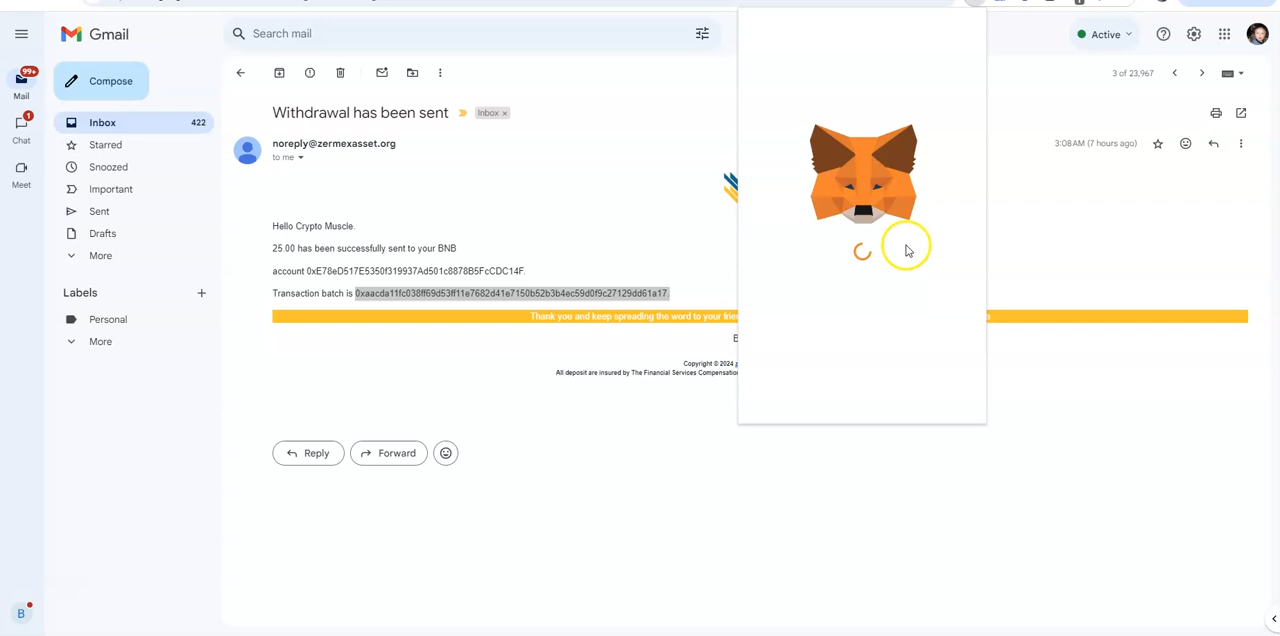 Gmail
Search mail
Active
99+
Mail
Compose
3 of 23,967
Inbox 422
Withdrawal has been sent
Inbox ×
1
Chat
Starred
noreply@zermexasset.org
3:08 AM (7 hours ago)
to me
Snoozed
Meet
Important
Sent
Hello Crypto Muscle.
Drafts
25.00 has been successfully sent to your BNB
More
account 0xE78eD517E5350f319937Ad501c8878B5FcCDC14F.
Labels
Transaction batch is 0xaacda11fc038ff69d53ff11e7682d41e7150b52b3b4ec59d0f9c27129dd61a17.
Personal
Thank you and keep spreading the word to your
More
Copyright © 2024
All deposit are insured by The Financial Services
Reply
Forward
B